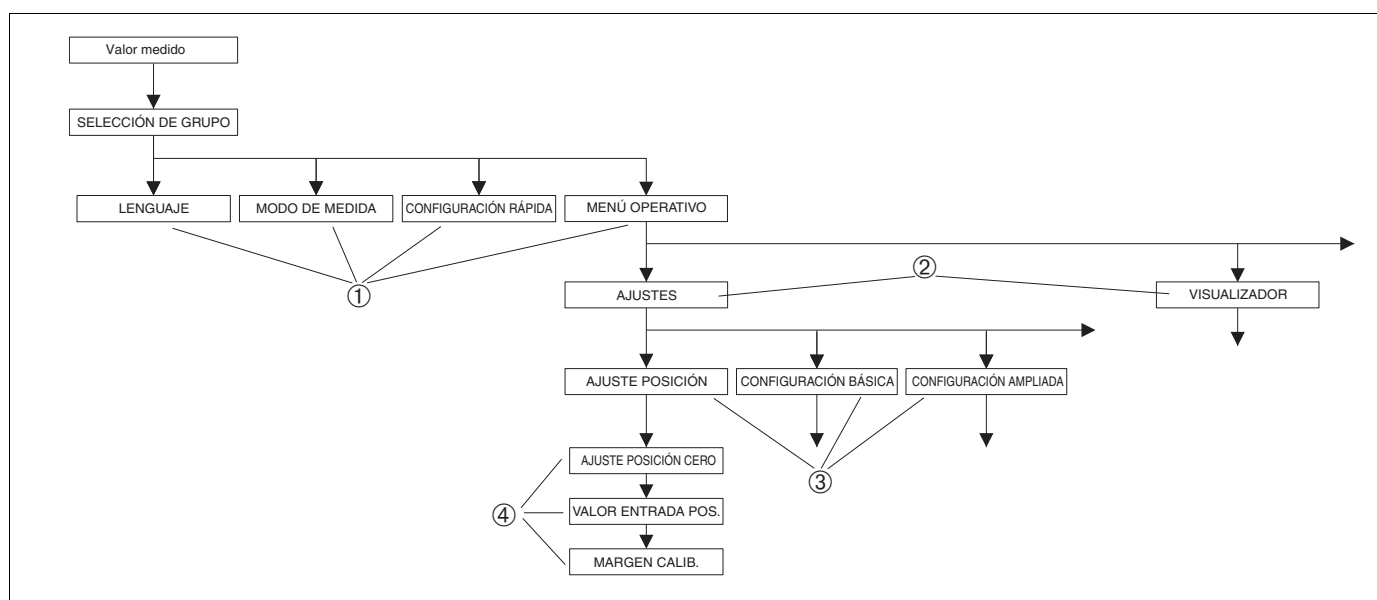 Valor medido
SELECCIÓN DE GRUPO
LENGUAJE
MODO DE MEDIDA
CONFIGURACIÓN RÁPIDA
MENÚ OPERATIVO
①
②
AJUSTES
VISUALIZADOR
AJUSTE POSICIÓN
CONFIGURACIÓN BÁSICA
CONFIGURACIÓN AMPLIADA
③
AJUSTE POSICIÓN CERO
④
VALOR ENTRADA POS.
MARGEN CALIB.